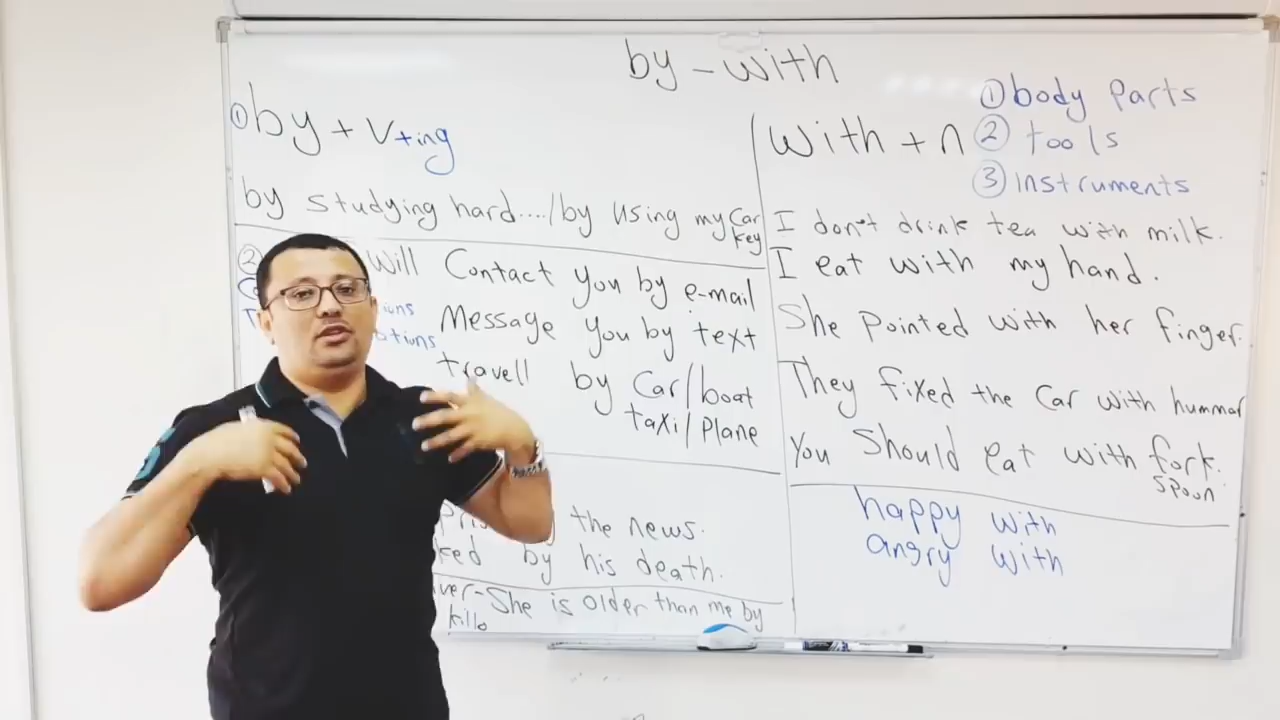 by - with
① by + V+ing
by studying hard..../by using my Car
key
②
Will Contact you by e-mail
Message you by text
travell by Car/boat
taxi/Plane
the news.
by his death.
She is older than me by
killo
with + n
① body parts
② tools
③ instruments
I don't drink tea with milk.
I eat with my hand.
She pointed with her finger.
They fixed the Car with hummar
You Should eat with fork.
spoon
happy with
angry with